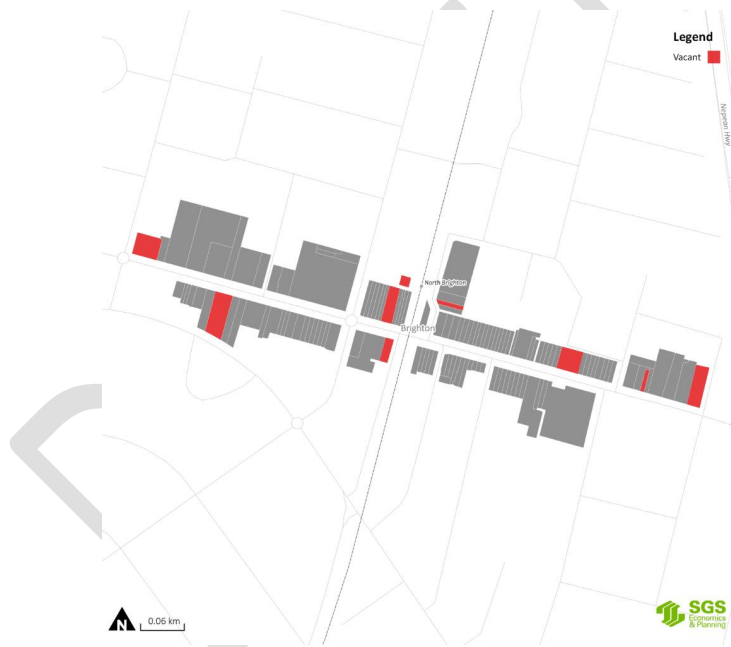 Legend
Vacant
Nepean Hwy
North Brighton
Brighton
N
0.06 km
SGS
Economics
& Planning